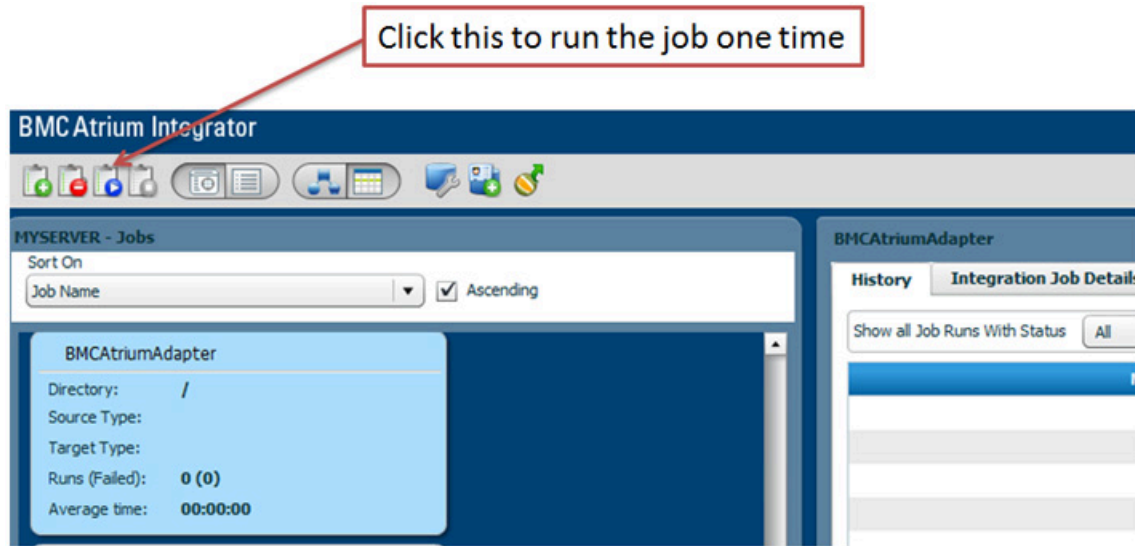 Click this to run the job one time
BMC Atrium Integrator
MYSERVER - Jobs
Sort On
Job Name
Ascending
BMCAtriumAdapter
Directory: /
Source Type:
Target Type:
Runs (Failed): 0 (0)
Average time: 00:00:00
BMCAtriumAdapter
History Integration Job Details
Show all Job Runs With Status All